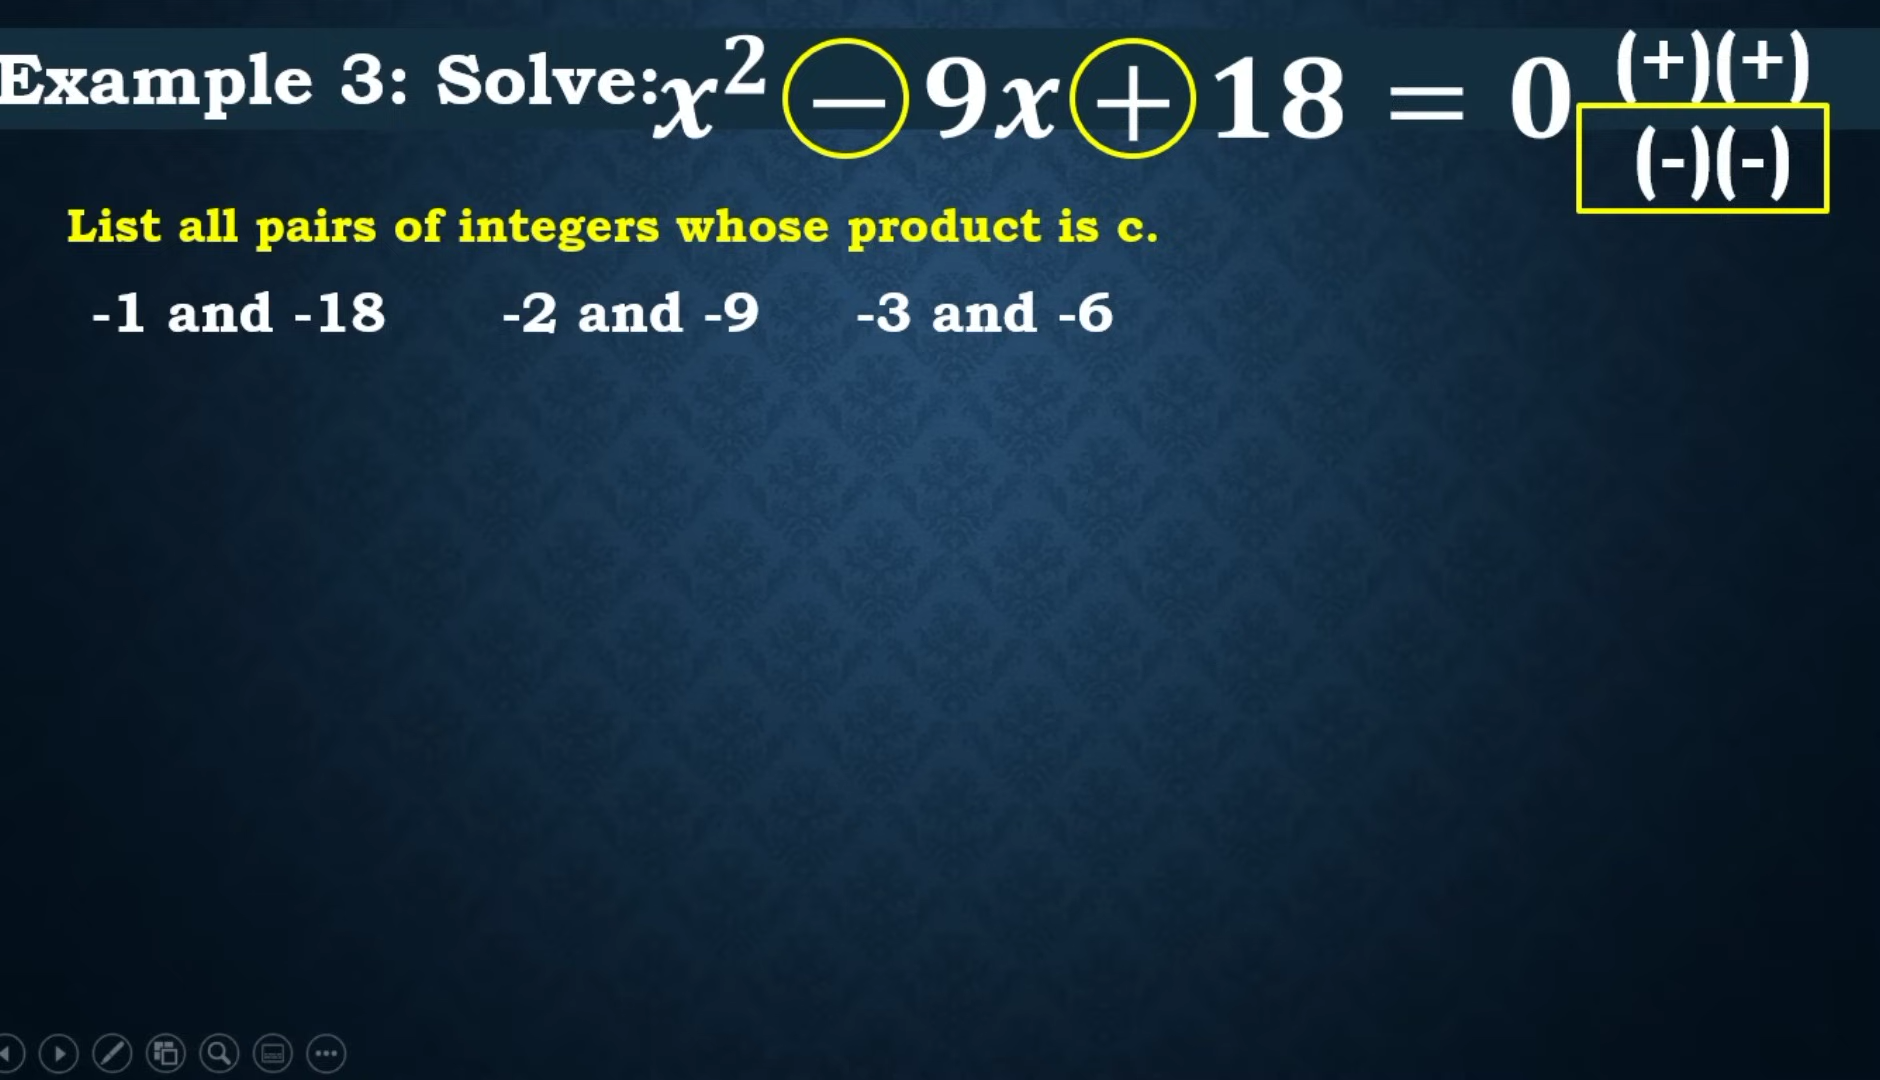 Example 3: Solve: x² − 9x + 18 = 0
(+)(+)
(-)(-)
List all pairs of integers whose product is c.
-1 and -18 -2 and -9 -3 and -6